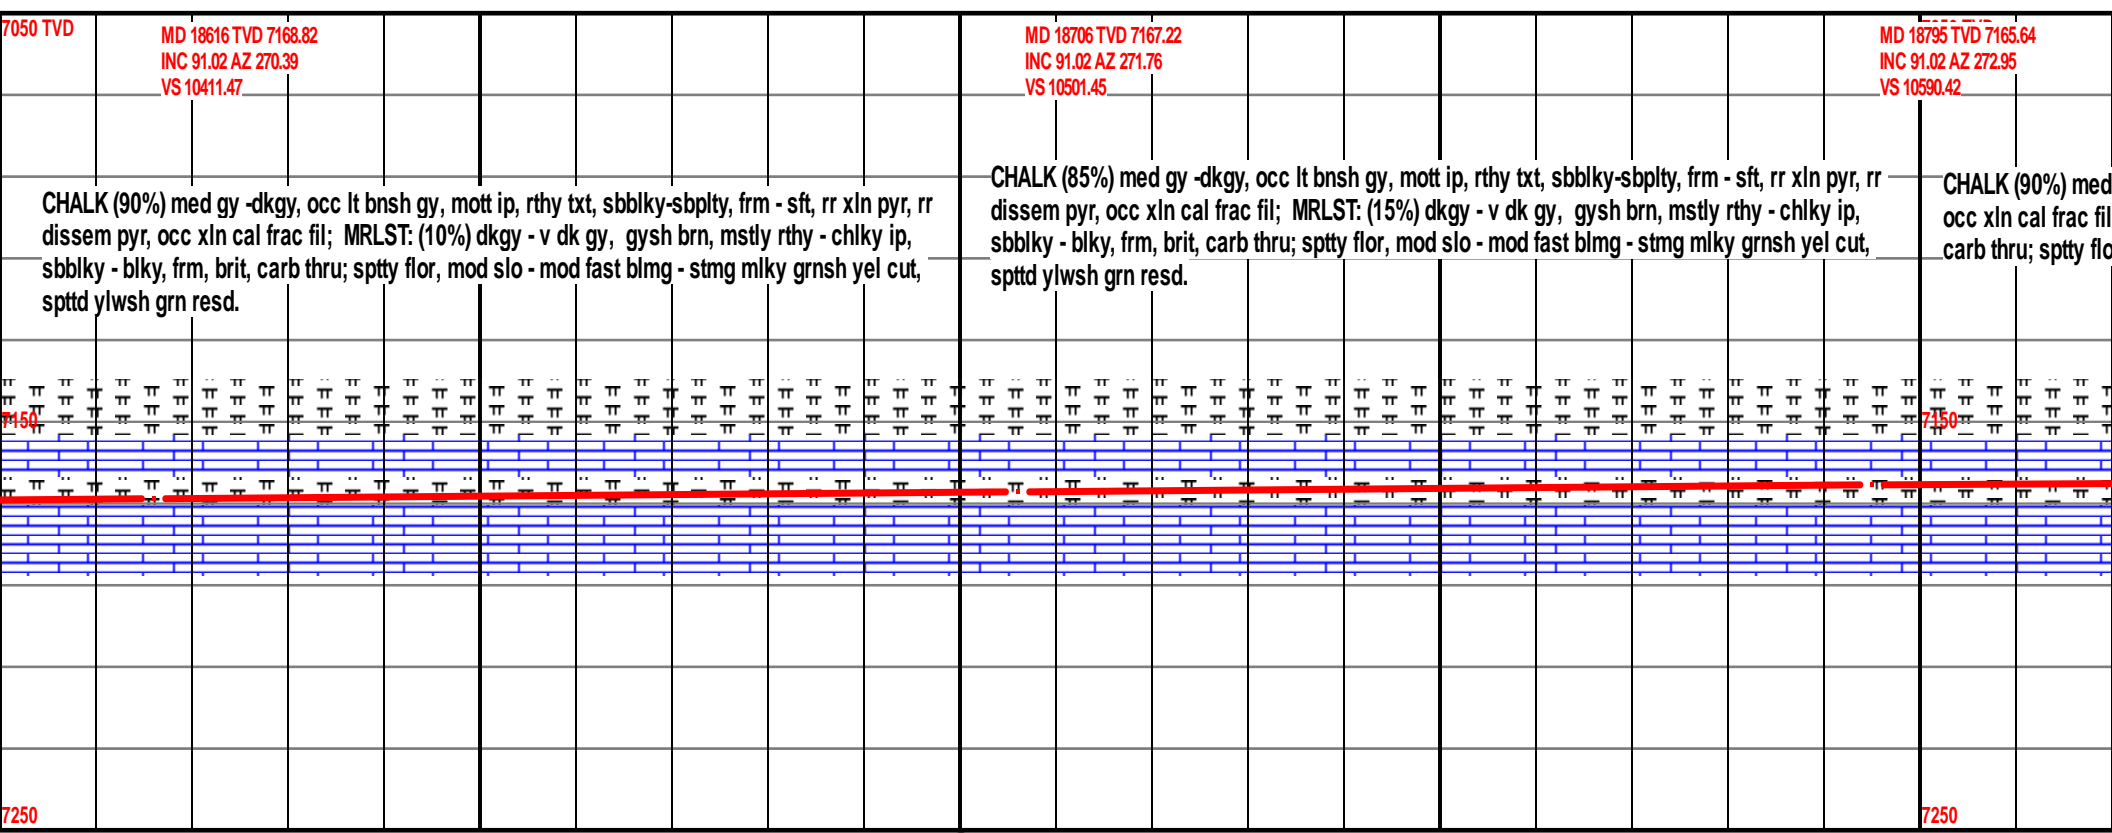 7050 TVD
MD 18616 TVD 7168.82
INC 91.02 AZ 270.39
VS 10411.47
MD 18706 TVD 7167.22
INC 91.02 AZ 271.76
VS 10501.45
MD 18795 TVD 7165.64
INC 91.02 AZ 272.95
VS 10590.42
CHALK (90%) med gy -dkgy, occ lt bnsh gy, mott ip, rthy txt, sbblky-sbplty, frm - sft, rr xln pyr, rr
dissem pyr, occ xln cal frac fil;  MRLST: (10%) dkgy - v dk gy,  gysh brn, mstly rthy - chlky ip,
sbblky - blky, frm, brit, carb thru; sptty flor, mod slo - mod fast blmg - stmg mlky grnsh yel cut,
spttd ylwsh grn resd.
CHALK (85%) med gy -dkgy, occ lt bnsh gy, mott ip, rthy txt, sbblky-sbplty, frm - sft, rr xln pyr, rr
dissem pyr, occ xln cal frac fil;  MRLST: (15%) dkgy - v dk gy,  gysh brn, mstly rthy - chlky ip,
sbblky - blky, frm, brit, carb thru; sptty flor, mod slo - mod fast blmg - stmg mlky grnsh yel cut,
spttd ylwsh grn resd.
CHALK (90%) med
occ xln cal frac fil
carb thru; sptty flo
7150
7150
7250
7250